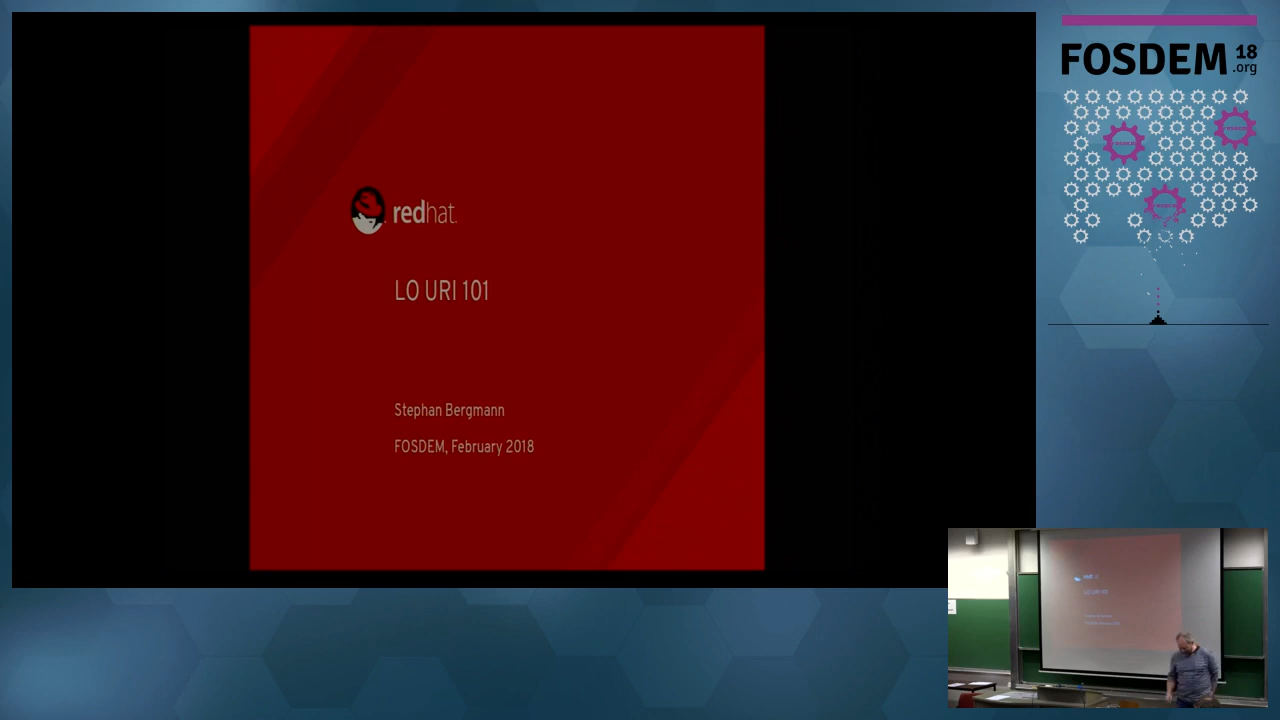 redhat.
LO URI 101
Stephan Bergmann
FOSDEM, February 2018
FOSDEM 18
.org